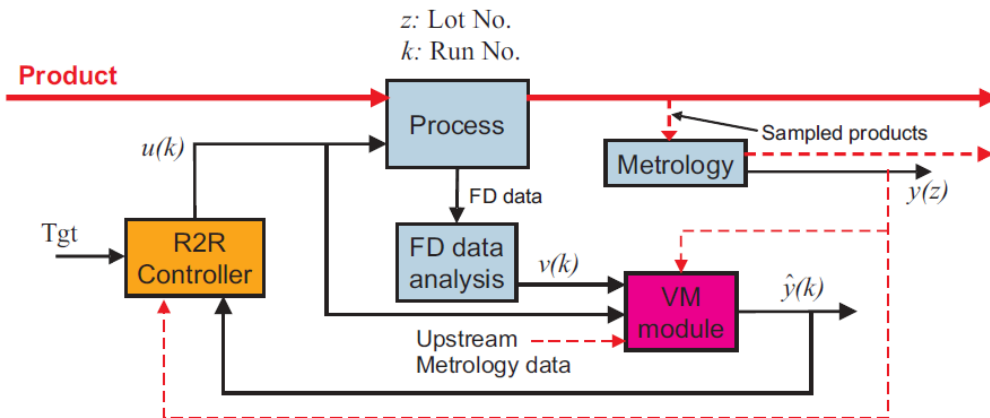 z: Lot No.
k: Run No.
Product
Process
Sampled products
u(k)
Metrology
FD data
y(z)
Tgt
R2R
Controller
FD data
analysis
v(k)
VM
module
ŷ(k)
Upstream
Metrology data